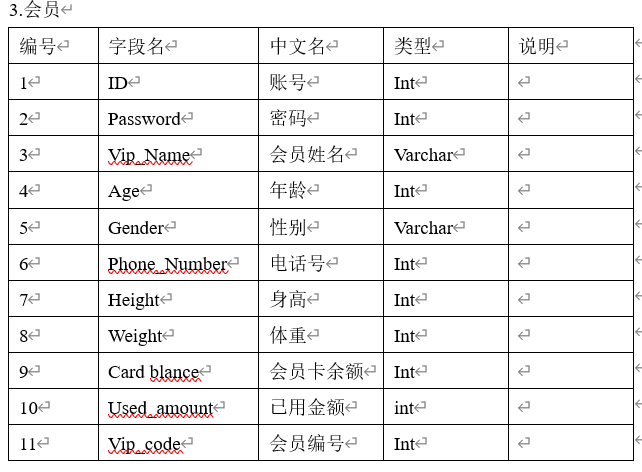 3.会员
编号 字段名 中文名 类型 说明
1 ID 账号 Int
2 Password 密码 Int
3 Vip_Name 会员姓名 Varchar
4 Age 年龄 Int
5 Gender 性别 Varchar
6 Phone_Number 电话号 Int
7 Height 身高 Int
8 Weight 体重 Int
9 Card blance 会员卡余额 Int
10 Used_amount 已用金额 int
11 Vip_code 会员编号 Int